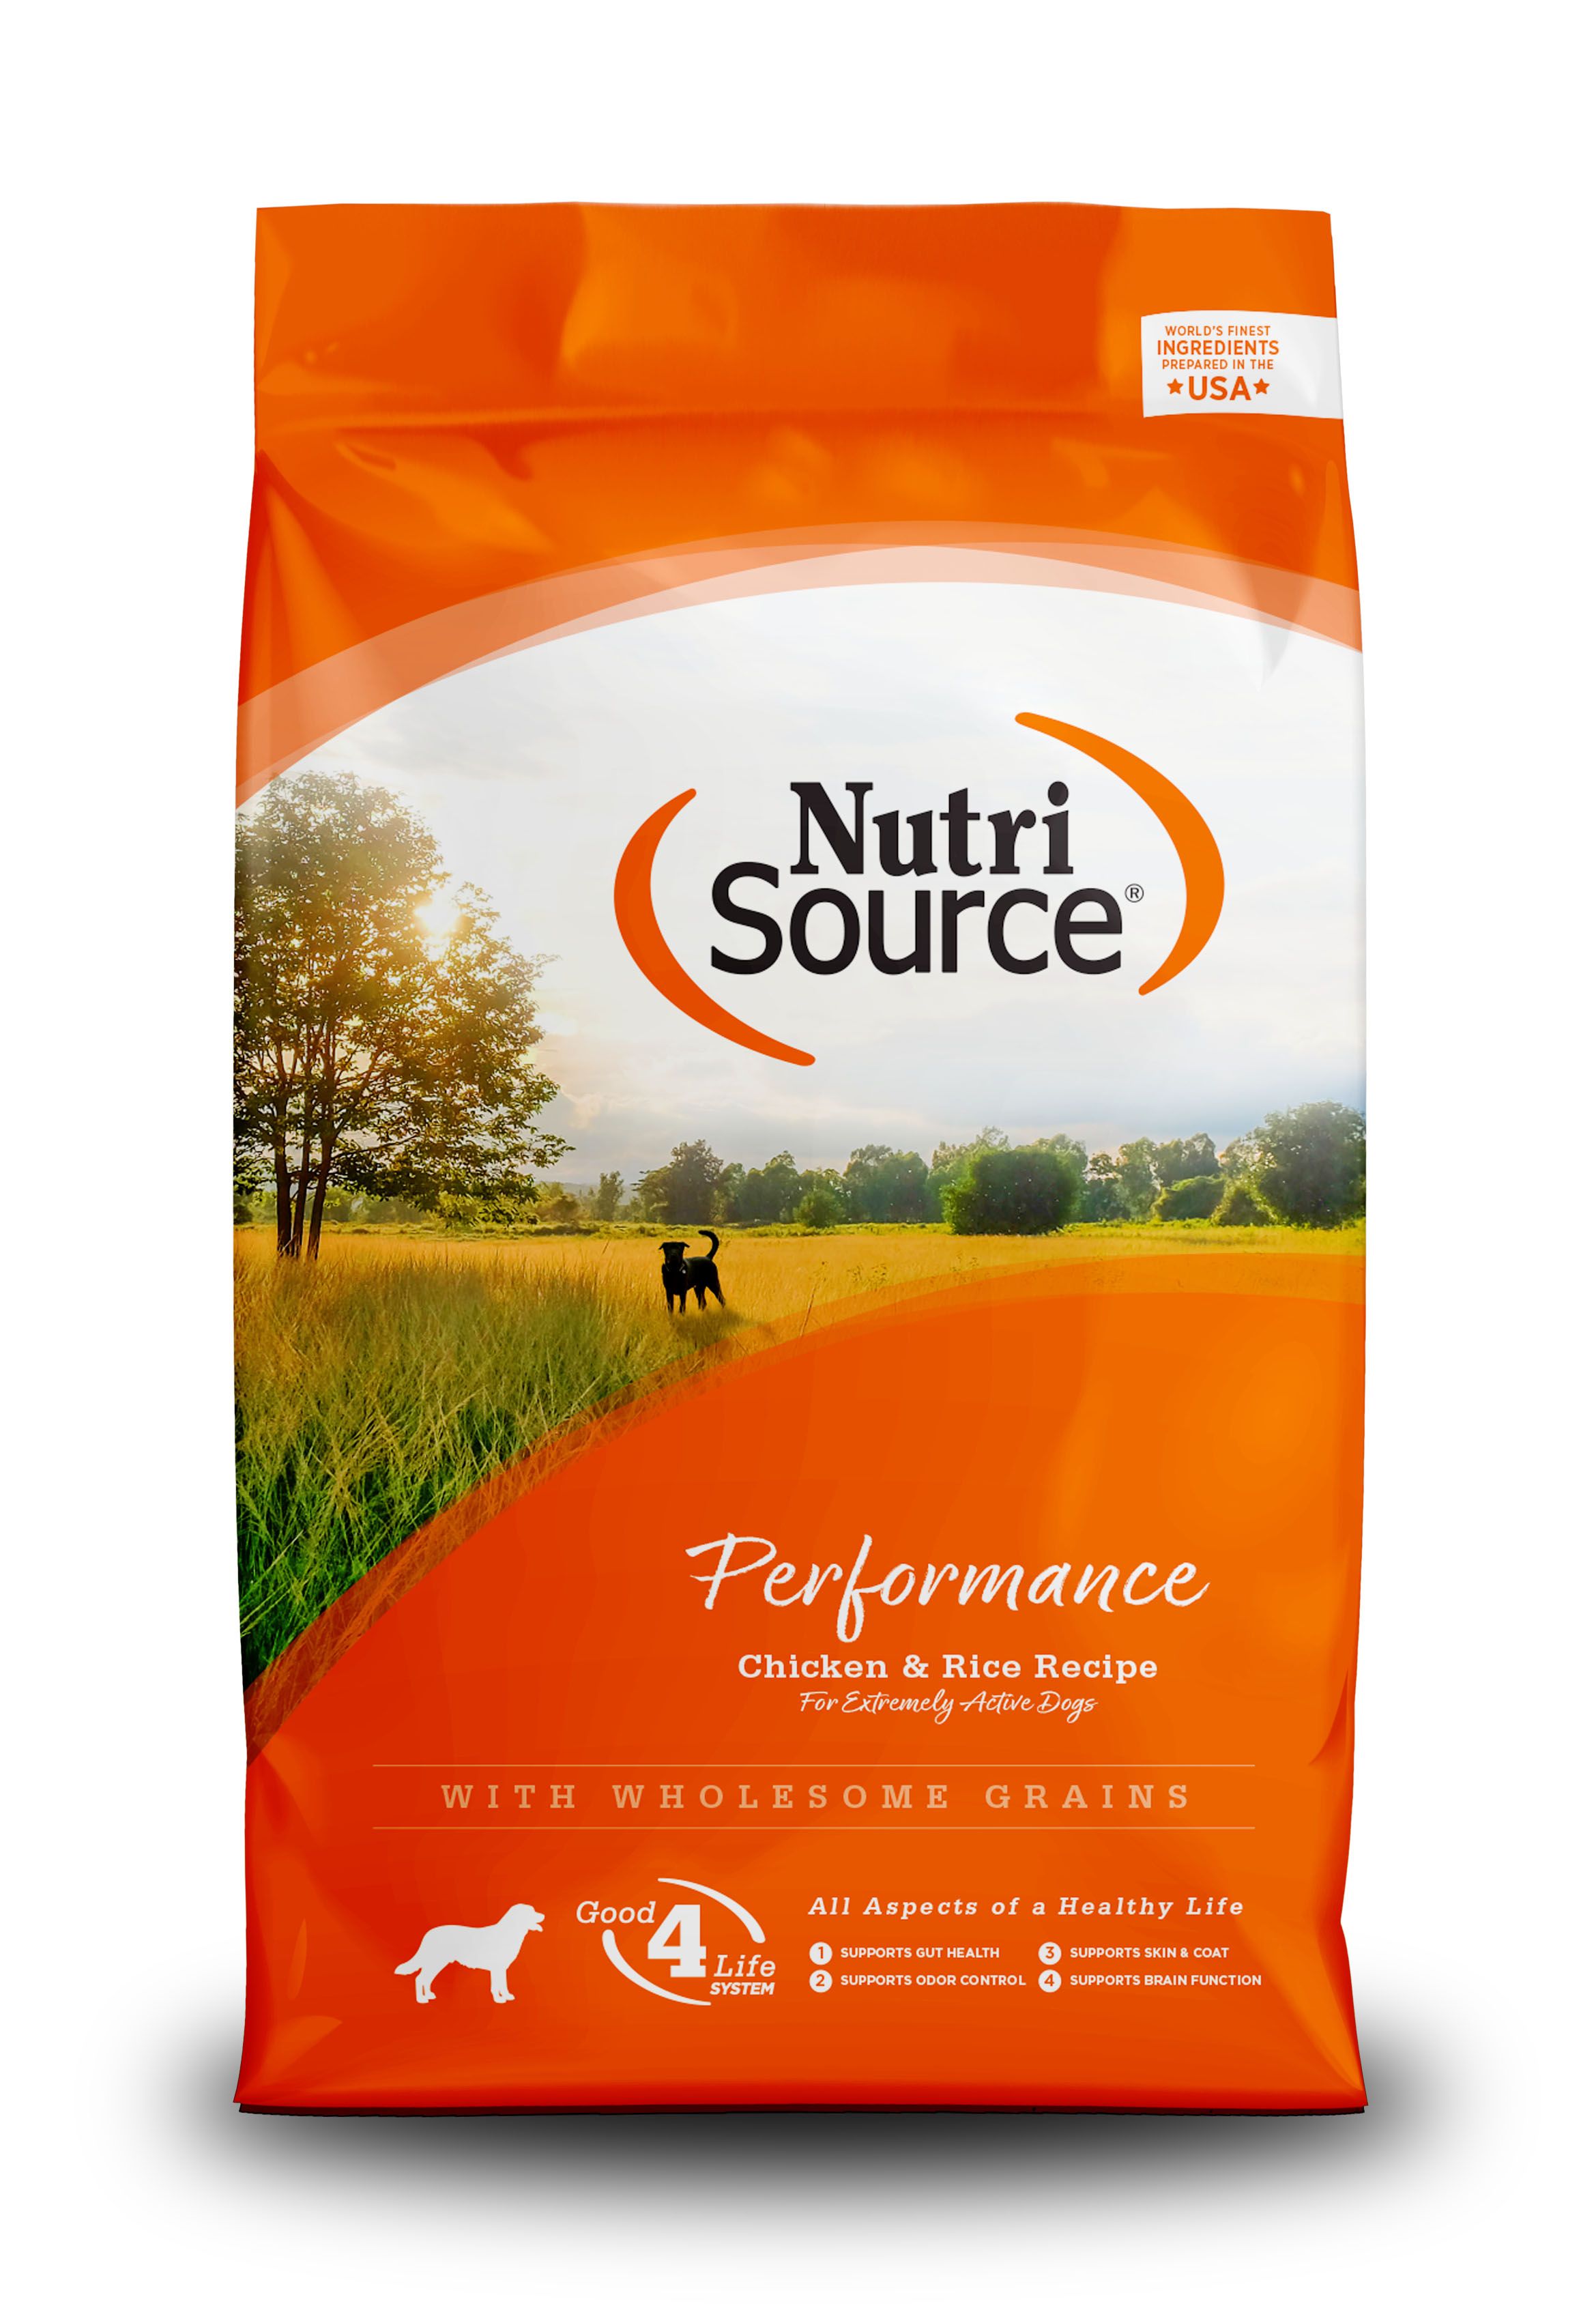 WORLD'S FINEST
INGREDIENTS
PREPARED IN THE
★USA★
Nutri
Source®
Performance
Chicken & Rice Recipe
For Extremely Active Dogs
WITH WHOLESOME GRAINS
Good
4
Life
SYSTEM
All Aspects of a Healthy Life
1 SUPPORTS GUT HEALTH
2 SUPPORTS ODOR CONTROL
3 SUPPORTS SKIN & COAT
4 SUPPORTS BRAIN FUNCTION